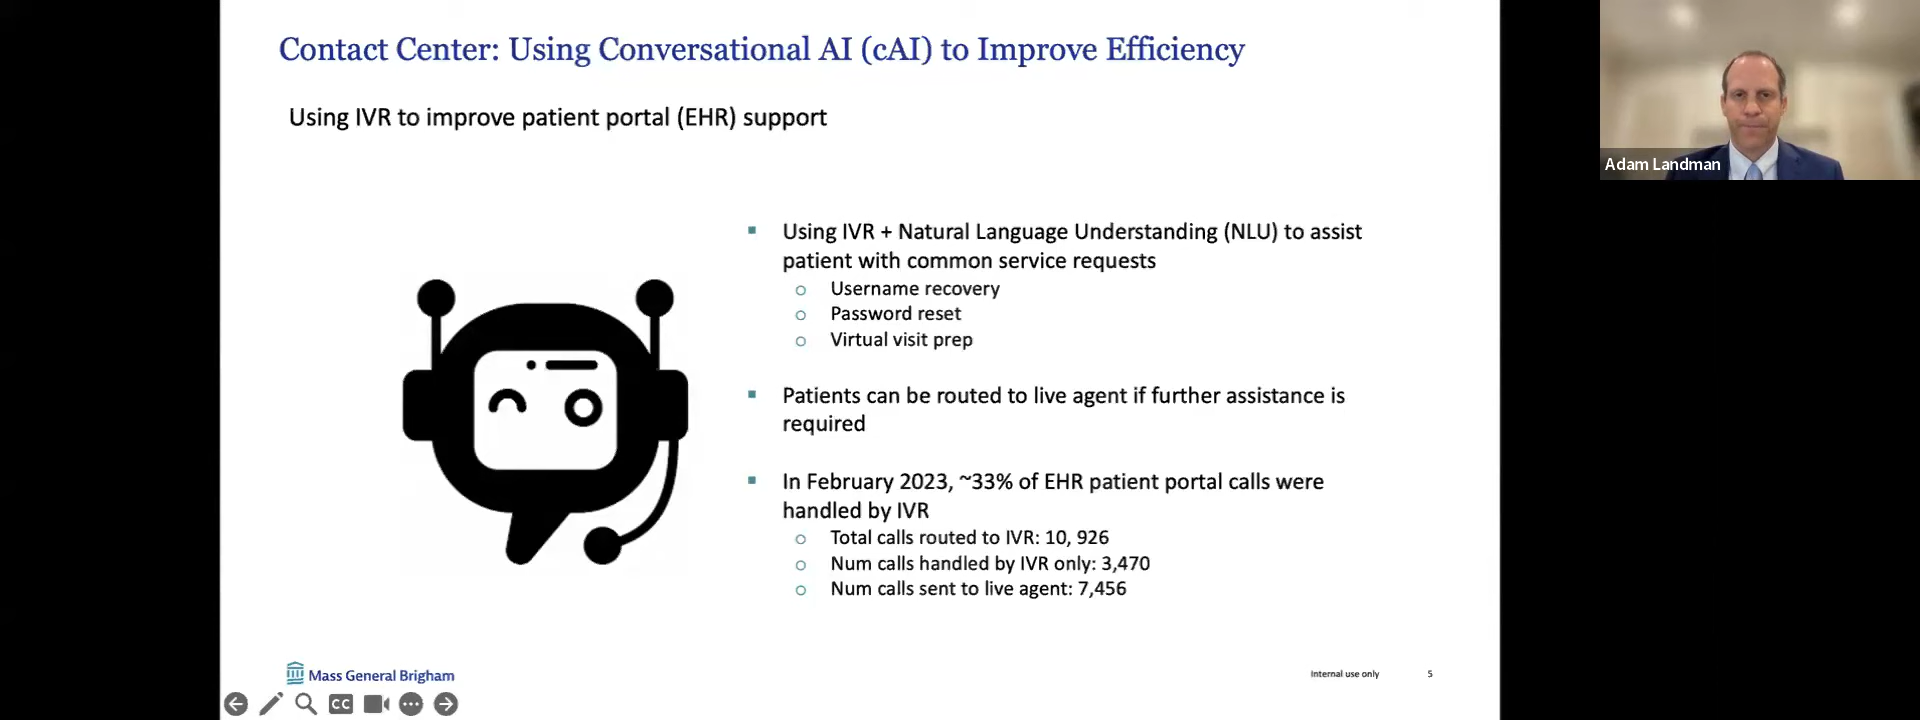 Contact Center: Using Conversational AI (cAI) to Improve Efficiency
Using IVR to improve patient portal (EHR) support
Adam Landman
Using IVR + Natural Language Understanding (NLU) to assist
patient with common service requests
Username recovery
Password reset
Virtual visit prep
Patients can be routed to live agent if further assistance is
required
In February 2023, ~33% of EHR patient portal calls were
handled by IVR
Total calls routed to IVR: 10, 926
Num calls handled by IVR only: 3,470
Num calls sent to live agent: 7,456
Mass General Brigham
Internal use only
5
CC